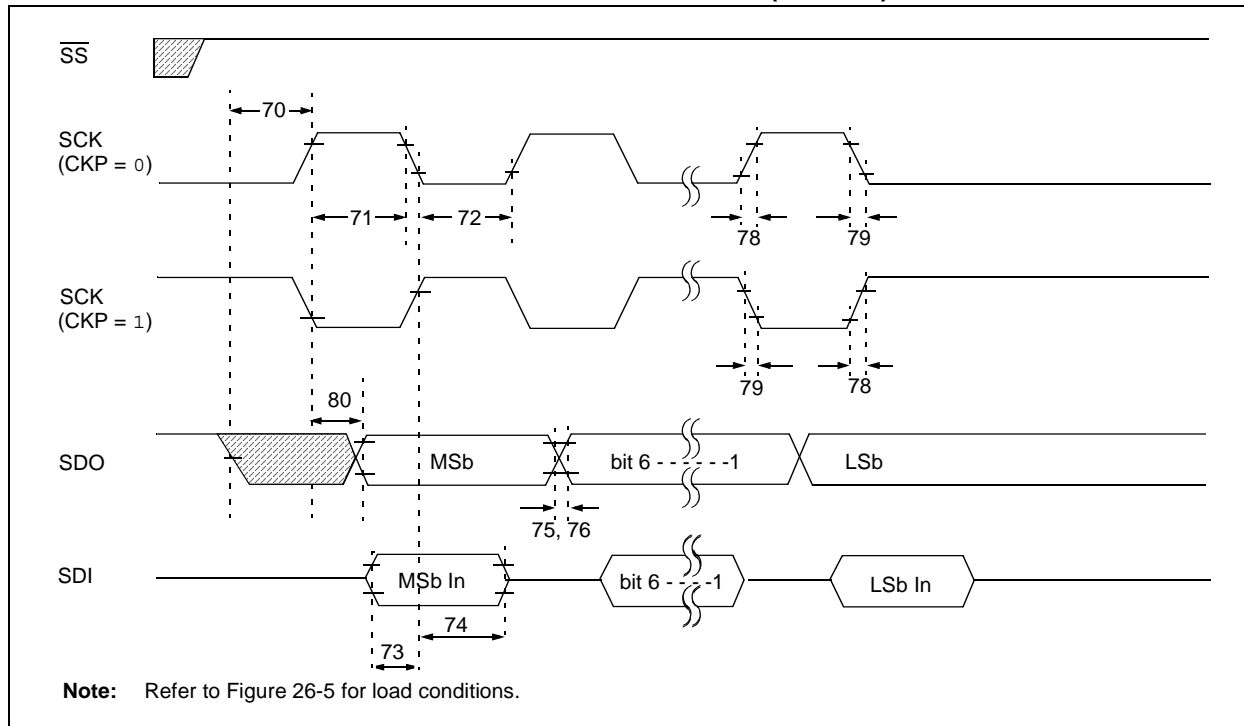 SS
70
SCK
(CKP = 0)
71
72
78
79
SCK
(CKP = 1)
79
78
80
SDO
MSb
bit 6 - - - - - -1
LSb
75, 76
SDI
MSb In
bit 6 - - - -1
LSb In
74
73
Note: Refer to Figure 26-5 for load conditions.